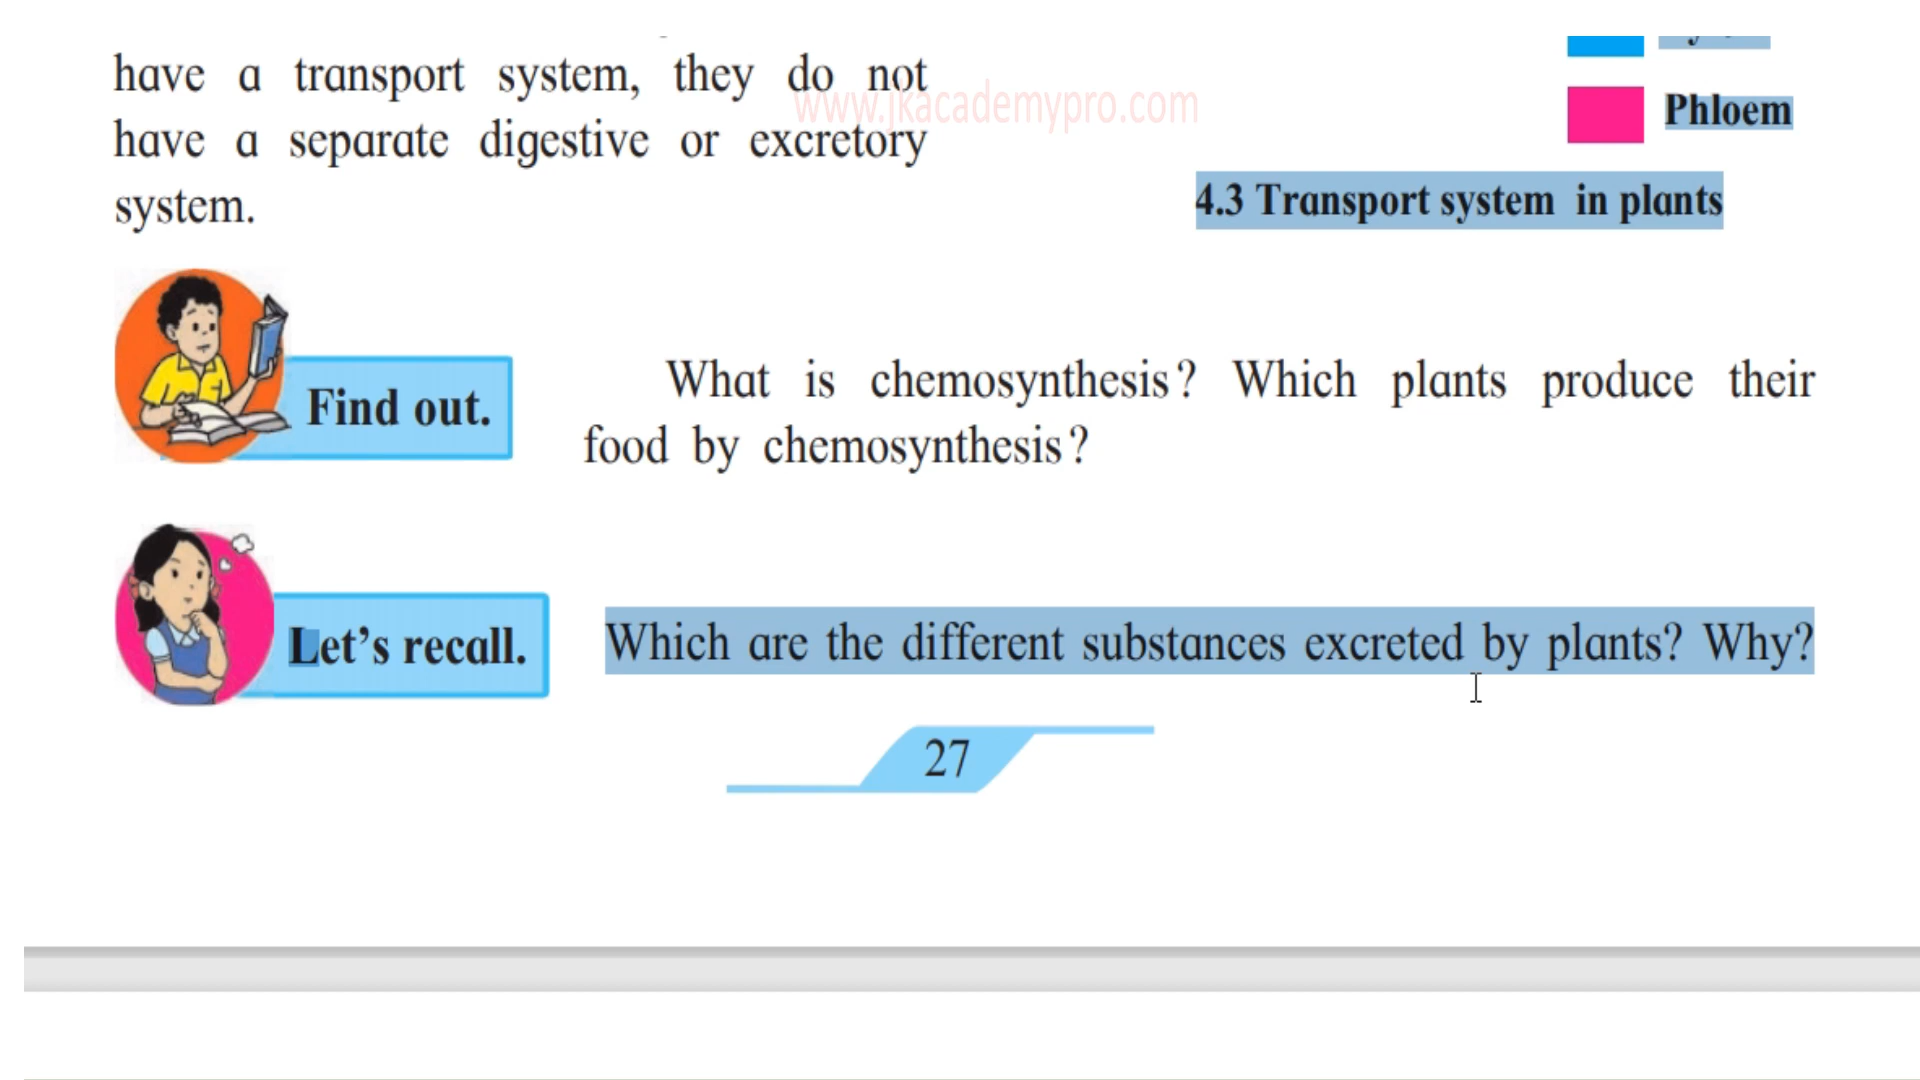 have a transport system, they do not
have a separate digestive or excretory
system.
www.jkacademypro.com
Phloem
4.3 Transport system in plants
Find out.
What is chemosynthesis? Which plants produce their
food by chemosynthesis?
Let's recall.
Which are the different substances excreted by plants? Why?
27